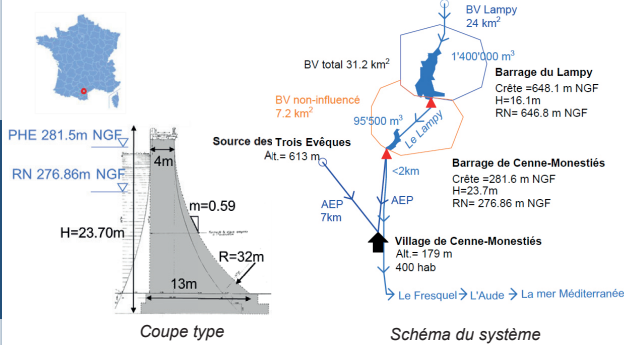 PHE 281.5m NGF
RN 276.86m NGF
4m
m=0.59
H=23.70m
R=32m
13m
Coupe type
BV Lampy
24 km²
BV total 31.2 km²
1'400'000 m³
Barrage du Lampy
Crête =648.1 m NGF
H=16.1m
RN= 646.8 m NGF
BV non-influencé
7.2 km²
95'500 m³
Le Lampy
Source des Trois Evêques
Alt.= 613 m
<2km
Barrage de Cenne-Monestiés
Crête =281.6 m NGF
H=23.7m
RN= 276.86 m NGF
AEP
7km
AEP
Village de Cenne-Monestiés
Alt.= 179 m
400 hab
Le Fresquel → L'Aude → La mer Méditerranée
Schéma du système